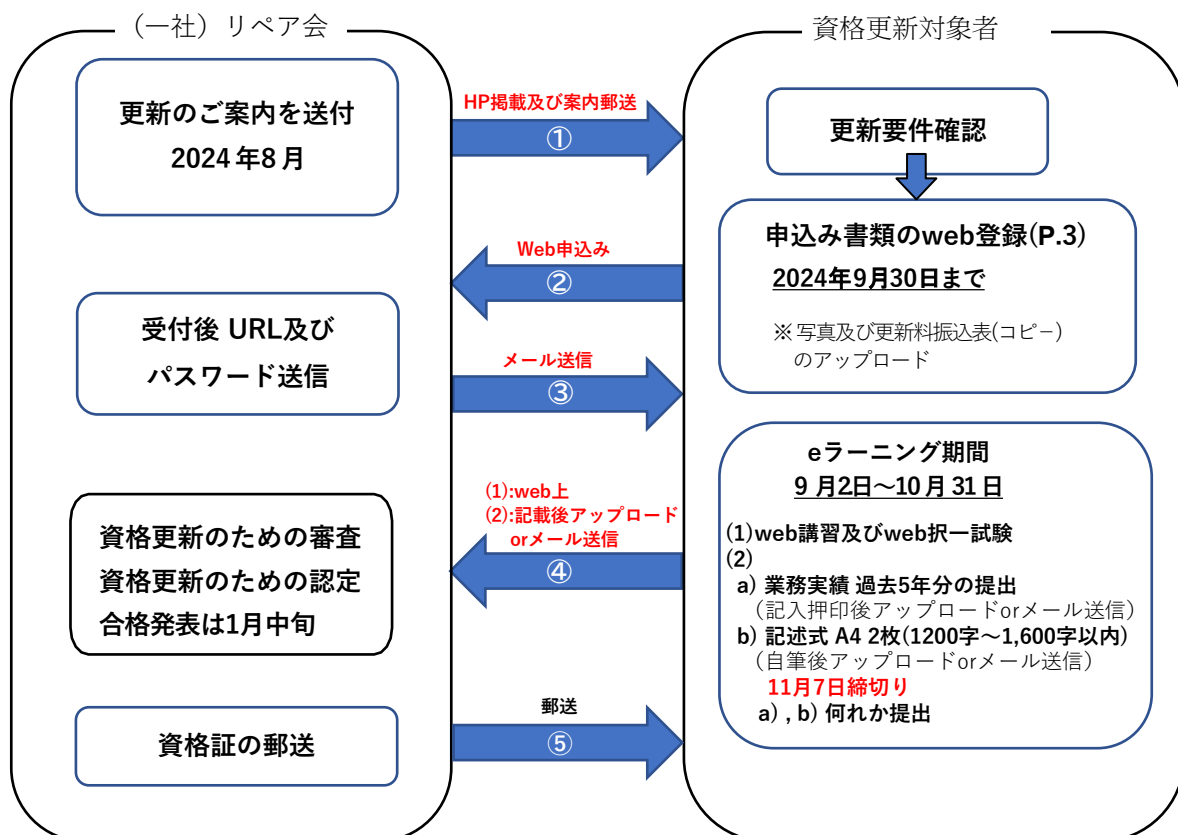 （一社）リペア会
更新のご案内を送付
2024 年8 月
受付後 URL及び
パスワード送信
資格更新のための審査
資格更新のための認定
合格発表は1月中旬
資格証の郵送
HP掲載及び案内郵送
①
Web申込み
②
メール送信
③
(1):web上
(2):記載後アップロード
orメール送信
④
郵送
⑤
資格更新対象者
更新要件確認
申込み書類のweb登録(P.3)
2024年9月30日まで
※写真及び更新料振込表(コピｰ)
のアップロード
eラーニング期間
9 月2日～10 月 31 日
(1)web講習及びweb択一試験
(2)
a) 業務実績 過去5年分の提出
（記入押印後アップロードorメール送信）
b) 記述式 A4 2枚(1200字～1,600字以内)
（自筆後アップロードorメール送信）
11月7日締切り
a) , b) 何れか提出